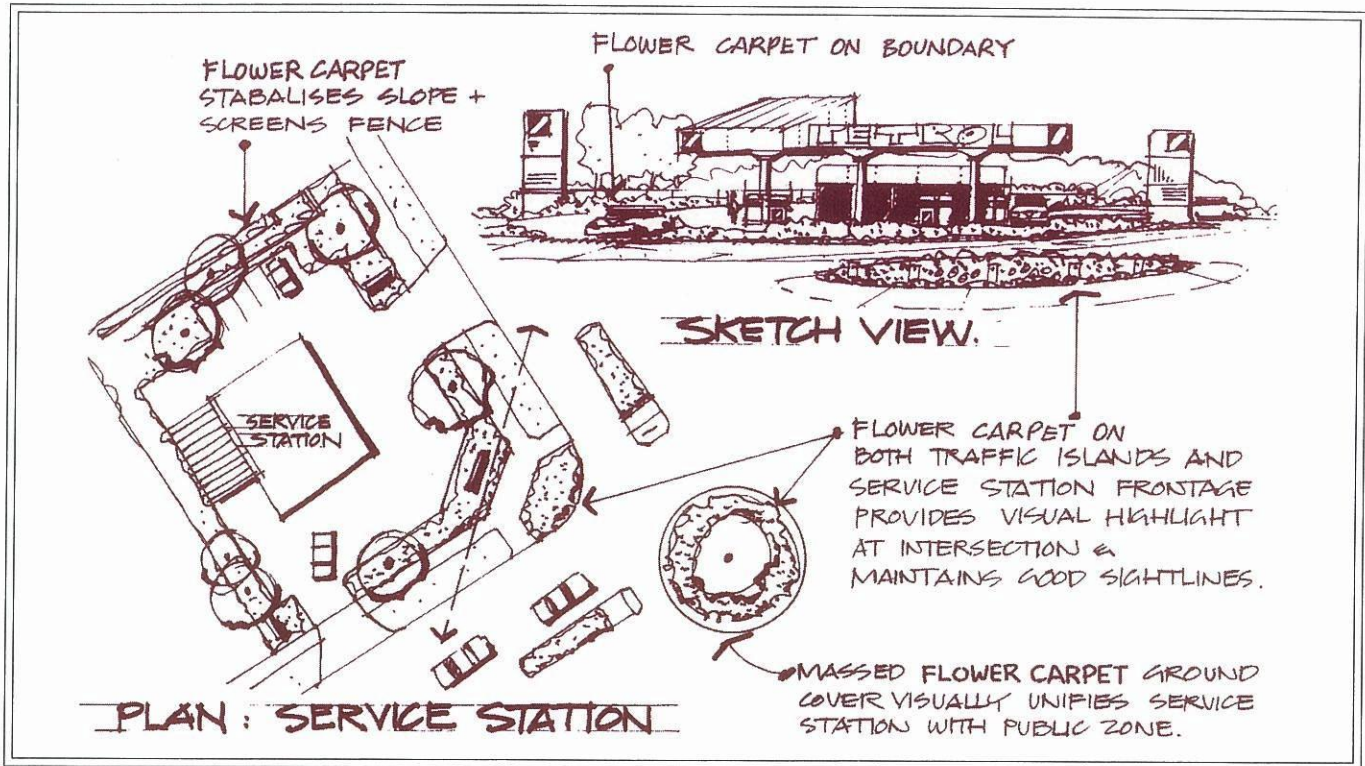 FLOWER CARPET
STABALISES SLOPE +
SCREENS FENCE
FLOWER CARPET ON BOUNDARY
PETROL
SKETCH VIEW.
SERVICE
STATION
FLOWER CARPET ON
BOTH TRAFFIC ISLANDS AND
SERVICE STATION FRONTAGE
PROVIDES VISUAL HIGHLIGHT
AT INTERSECTION &
MAINTAINS GOOD SIGHTLINES.
MASSED FLOWER CARPET GROUND
COVER VISUALLY UNIFIES SERVICE
STATION WITH PUBLIC ZONE.
PLAN : SERVICE STATION